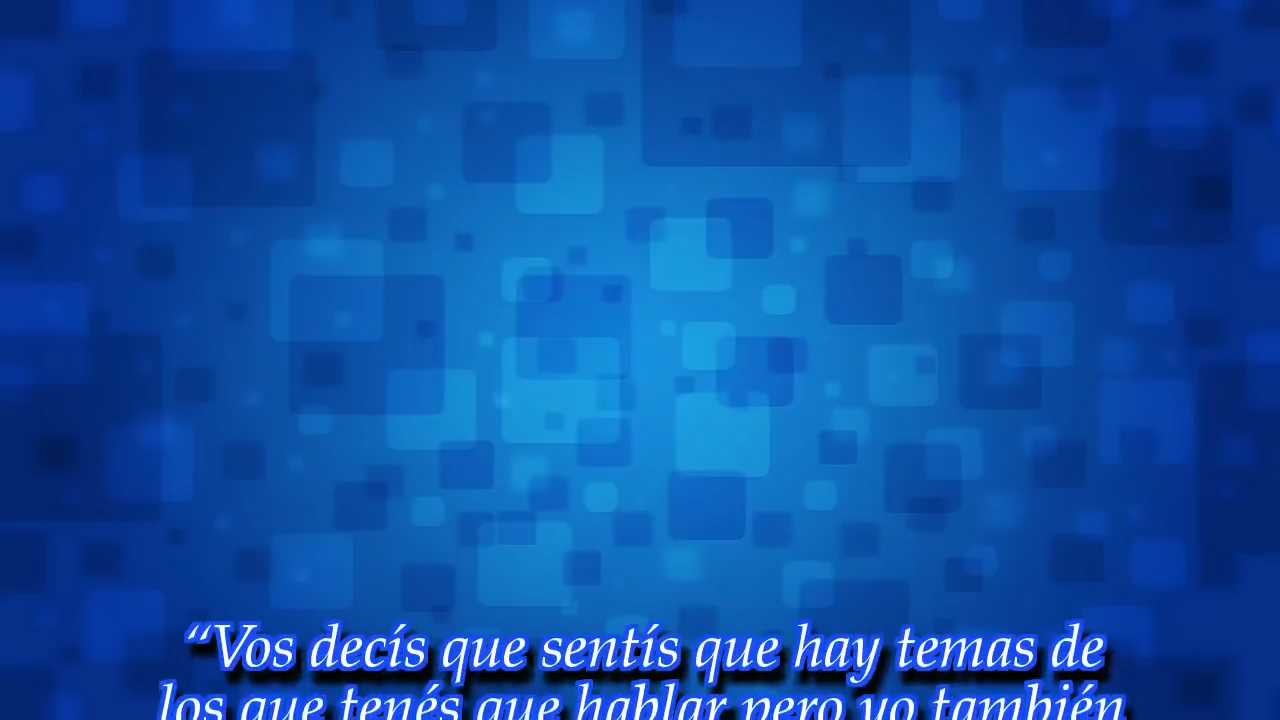 “Vos decís que sentís que hay temas de
los que tenés que hablar pero yo también